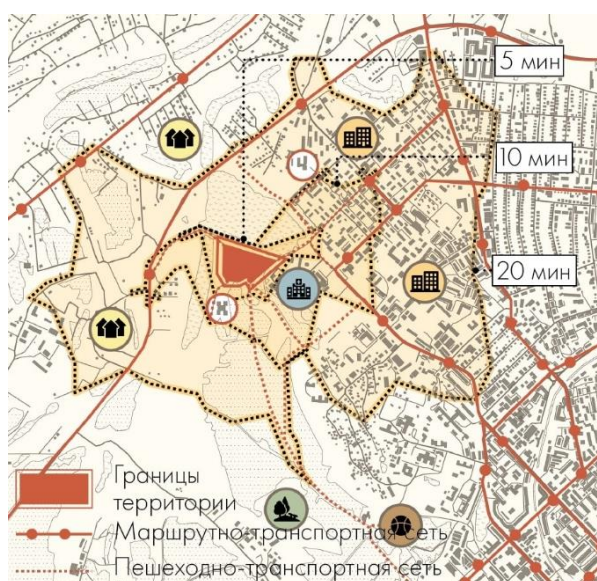 5 мин
Ч
10 мин
20 мин
К
Границы
территории
Маршрутно-транспортная сеть
Пешеходно-транспортная сеть